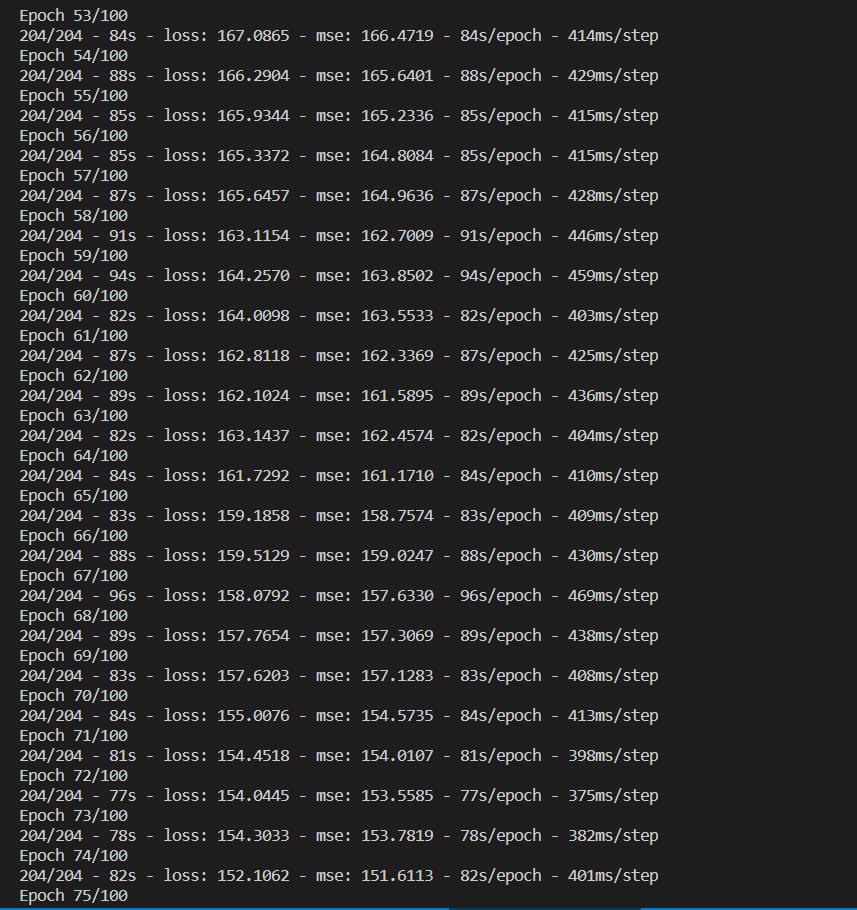 Epoch 53/100
204/204 - 84s - loss: 167.0865 - mse: 166.4719 - 84s/epoch - 414ms/step
Epoch 54/100
204/204 - 88s - loss: 166.2904 - mse: 165.6401 - 88s/epoch - 429ms/step
Epoch 55/100
204/204 - 85s - loss: 165.9344 - mse: 165.2336 - 85s/epoch - 415ms/step
Epoch 56/100
204/204 - 85s - loss: 165.3372 - mse: 164.8084 - 85s/epoch - 415ms/step
Epoch 57/100
204/204 - 87s - loss: 165.6457 - mse: 164.9636 - 87s/epoch - 428ms/step
Epoch 58/100
204/204 - 91s - loss: 163.1154 - mse: 162.7009 - 91s/epoch - 446ms/step
Epoch 59/100
204/204 - 94s - loss: 164.2570 - mse: 163.8502 - 94s/epoch - 459ms/step
Epoch 60/100
204/204 - 82s - loss: 164.0098 - mse: 163.5533 - 82s/epoch - 403ms/step
Epoch 61/100
204/204 - 87s - loss: 162.8118 - mse: 162.3369 - 87s/epoch - 425ms/step
Epoch 62/100
204/204 - 89s - loss: 162.1024 - mse: 161.5895 - 89s/epoch - 436ms/step
Epoch 63/100
204/204 - 82s - loss: 163.1437 - mse: 162.4574 - 82s/epoch - 404ms/step
Epoch 64/100
204/204 - 84s - loss: 161.7292 - mse: 161.1710 - 84s/epoch - 410ms/step
Epoch 65/100
204/204 - 83s - loss: 159.1858 - mse: 158.7574 - 83s/epoch - 409ms/step
Epoch 66/100
204/204 - 88s - loss: 159.5129 - mse: 159.0247 - 88s/epoch - 430ms/step
Epoch 67/100
204/204 - 96s - loss: 158.0792 - mse: 157.6330 - 96s/epoch - 469ms/step
Epoch 68/100
204/204 - 89s - loss: 157.7654 - mse: 157.3069 - 89s/epoch - 438ms/step
Epoch 69/100
204/204 - 83s - loss: 157.6203 - mse: 157.1283 - 83s/epoch - 408ms/step
Epoch 70/100
204/204 - 84s - loss: 155.0076 - mse: 154.5735 - 84s/epoch - 413ms/step
Epoch 71/100
204/204 - 81s - loss: 154.4518 - mse: 154.0107 - 81s/epoch - 398ms/step
Epoch 72/100
204/204 - 77s - loss: 154.0445 - mse: 153.5585 - 77s/epoch - 375ms/step
Epoch 73/100
204/204 - 78s - loss: 154.3033 - mse: 153.7819 - 78s/epoch - 382ms/step
Epoch 74/100
204/204 - 82s - loss: 152.1062 - mse: 151.6113 - 82s/epoch - 401ms/step
Epoch 75/100